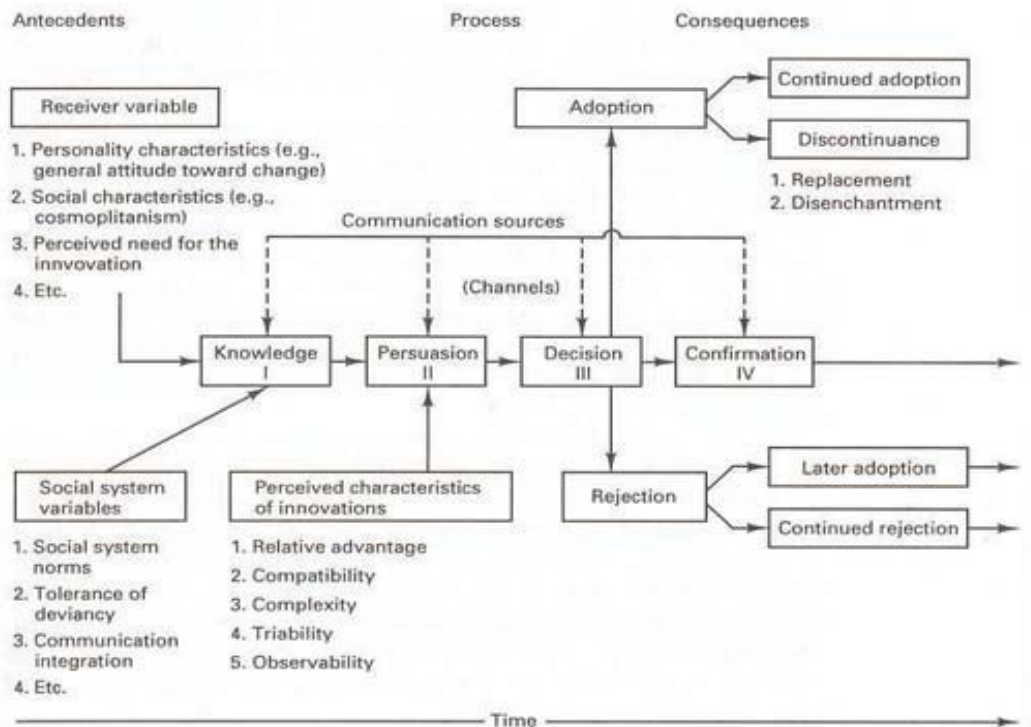 Antecedents
Process
Consequences
Receiver variable
1. Personality characteristics (e.g.,
general attitude toward change)
2. Social characteristics (e.g.,
cosmoplitanism)
3. Perceived need for the
innvovation
4. Etc.
Adoption
Continued adoption
Discontinuance
1. Replacement
2. Disenchantment
Communication sources
(Channels)
Knowledge
I
Persuasion
II
Decision
III
Confirmation
IV
Social system
variables
1. Social system
norms
2. Tolerance of
deviancy
3. Communication
integration
4. Etc.
Perceived characteristics
of innovations
1. Relative advantage
2. Compatibility
3. Complexity
4. Triability
5. Observability
Rejection
Later adoption
Continued rejection
Time